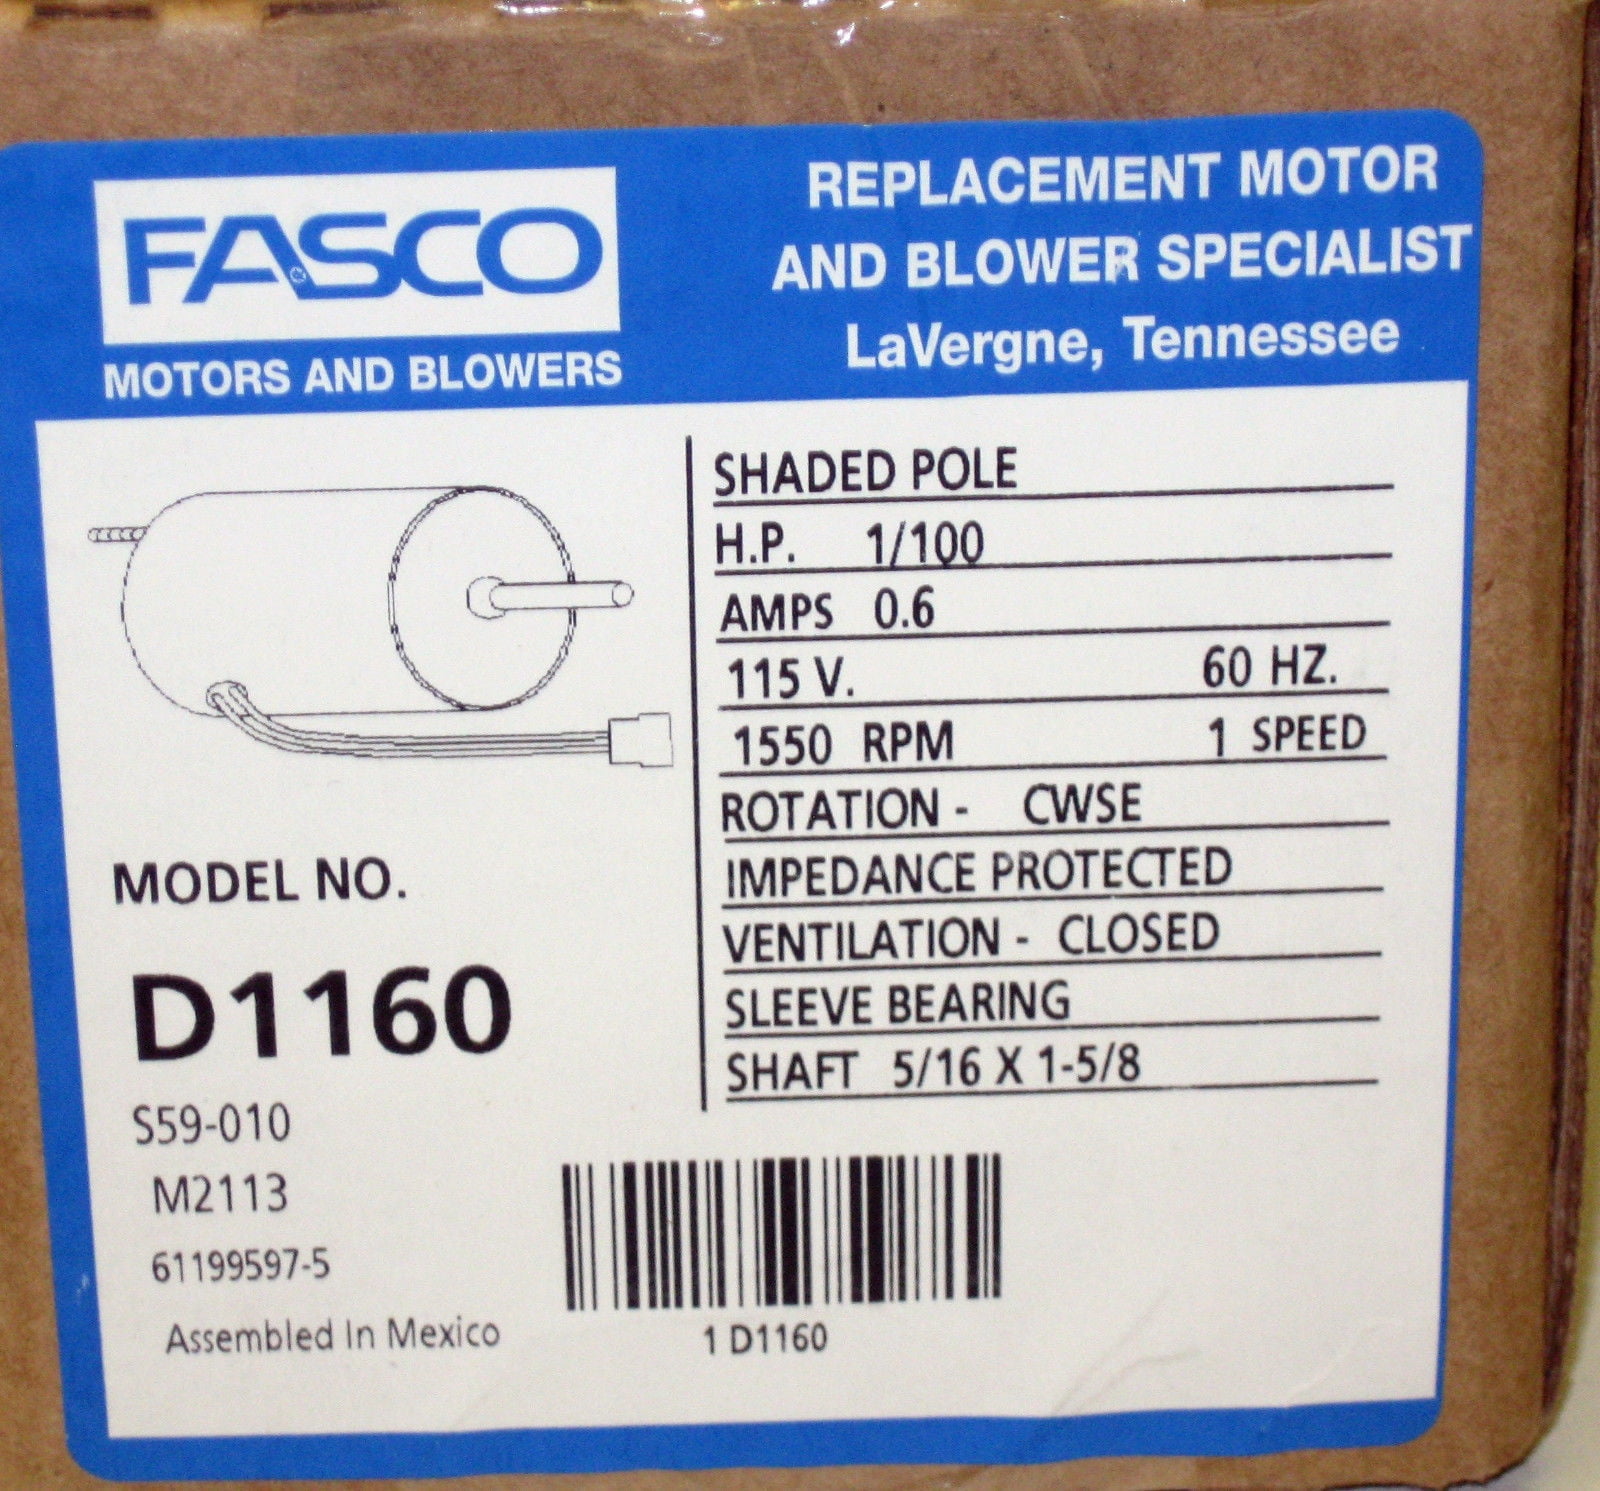 FASCO
MOTORS AND BLOWERS
REPLACEMENT MOTOR
AND BLOWER SPECIALIST
LaVergne, Tennessee
SHADED POLE
H.P. 1/100
AMPS 0.6
115 V. 60 HZ.
1550 RPM 1 SPEED
ROTATION - CWSE
IMPEDANCE PROTECTED
VENTILATION - CLOSED
SLEEVE BEARING
SHAFT 5/16 X 1-5/8
MODEL NO.
D1160
S59-010
M2113
61199597-5
Assembled In Mexico
1 D1160